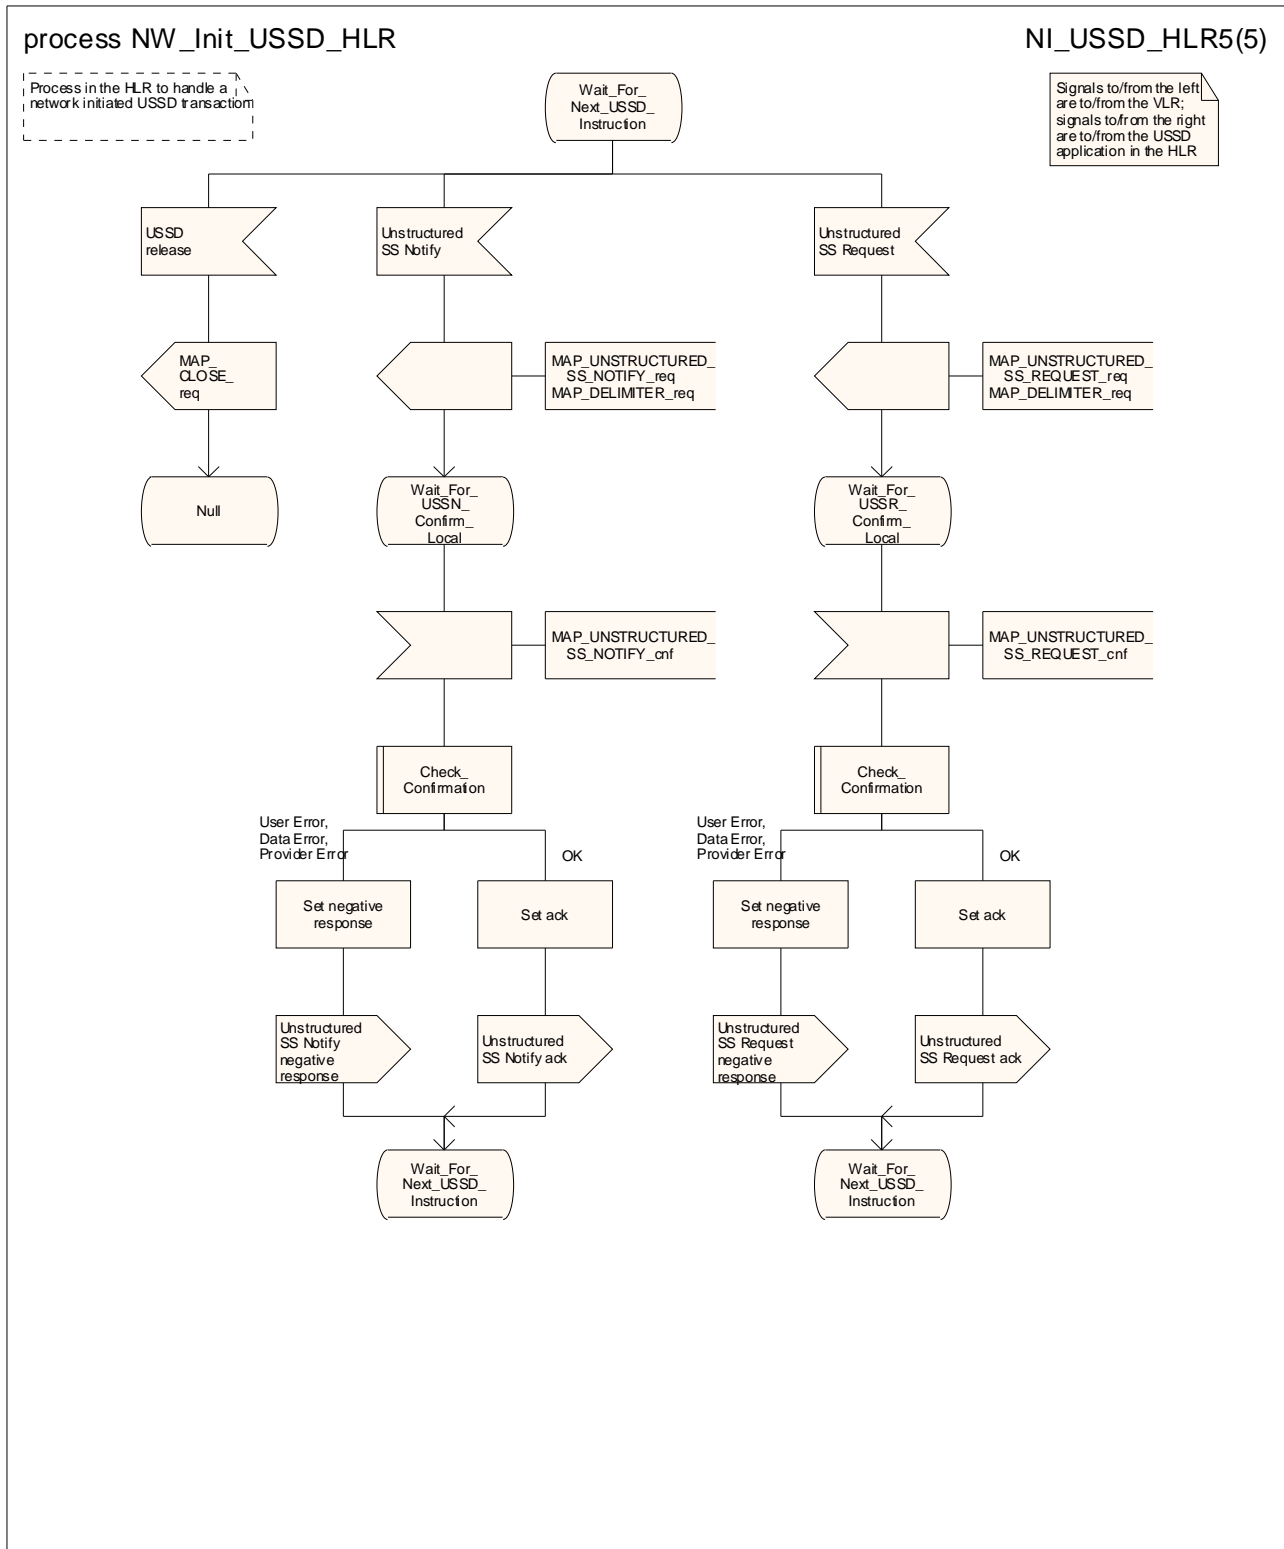 process NW_Init_USSD_HLR
NI_USSD_HLR5(5)
Process in the HLR to handle a
network initiated USSD transaction
Wait_For_
Next_USSD_
Instruction
Signals to/from the left
are to/from the VLR;
signals to/from the right
are to/from the USSD
application in the HLR
USSD
release
Unstructured
SS Notify
Unstructured
SS Request
MAP_
CLOSE_
req
MAP_UNSTRUCTURED_
SS_NOTIFY_req
MAP_DELIMITER_req
MAP_UNSTRUCTURED_
SS_REQUEST_req
MAP_DELIMITER_req
Null
Wait_For_
USSN_
Confirm_
Local
Wait_For_
USSR_
Confirm_
Local
MAP_UNSTRUCTURED_
SS_NOTIFY_cnf
MAP_UNSTRUCTURED_
SS_REQUEST_cnf
Check_
Confirmation
Check_
Confirmation
User Error,
Data Error,
Provider Error
OK
User Error,
Data Error,
Provider Error
OK
Set negative
response
Set ack
Set negative
response
Set ack
Unstructured
SS Notify
negative
response
Unstructured
SS Notify ack
Unstructured
SS Request
negative
response
Unstructured
SS Request ack
Wait_For_
Next_USSD_
Instruction
Wait_For_
Next_USSD_
Instruction